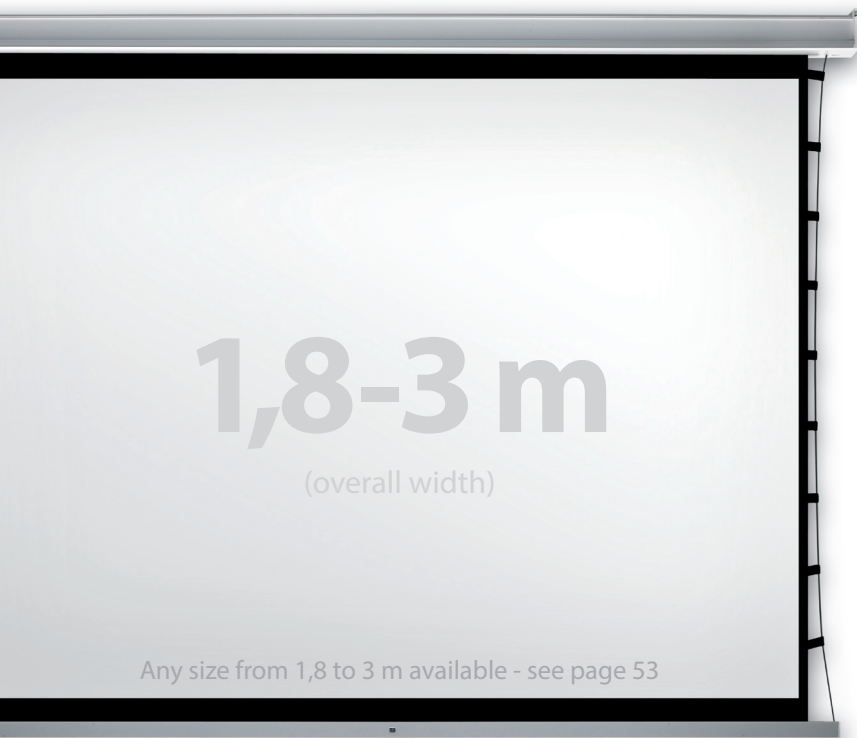 1,8-3 m
(overall width)
Any size from 1,8 to 3 m available - see page 53